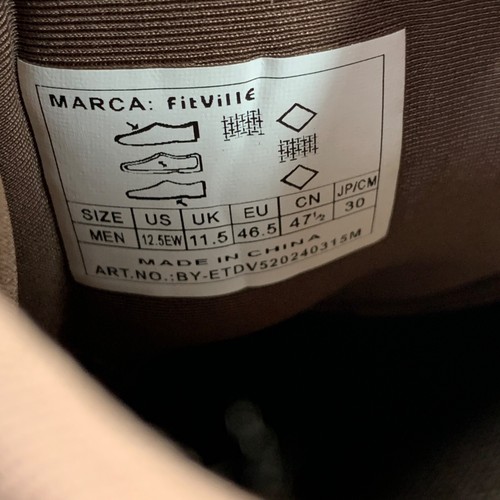 MARCA: FitVille
SIZE US UK EU CN JP/CM
MEN 12.5EW 11.5 46.5 47½ 30
MADE IN CHINA
ART.NO.:BY-ETDV520240315M